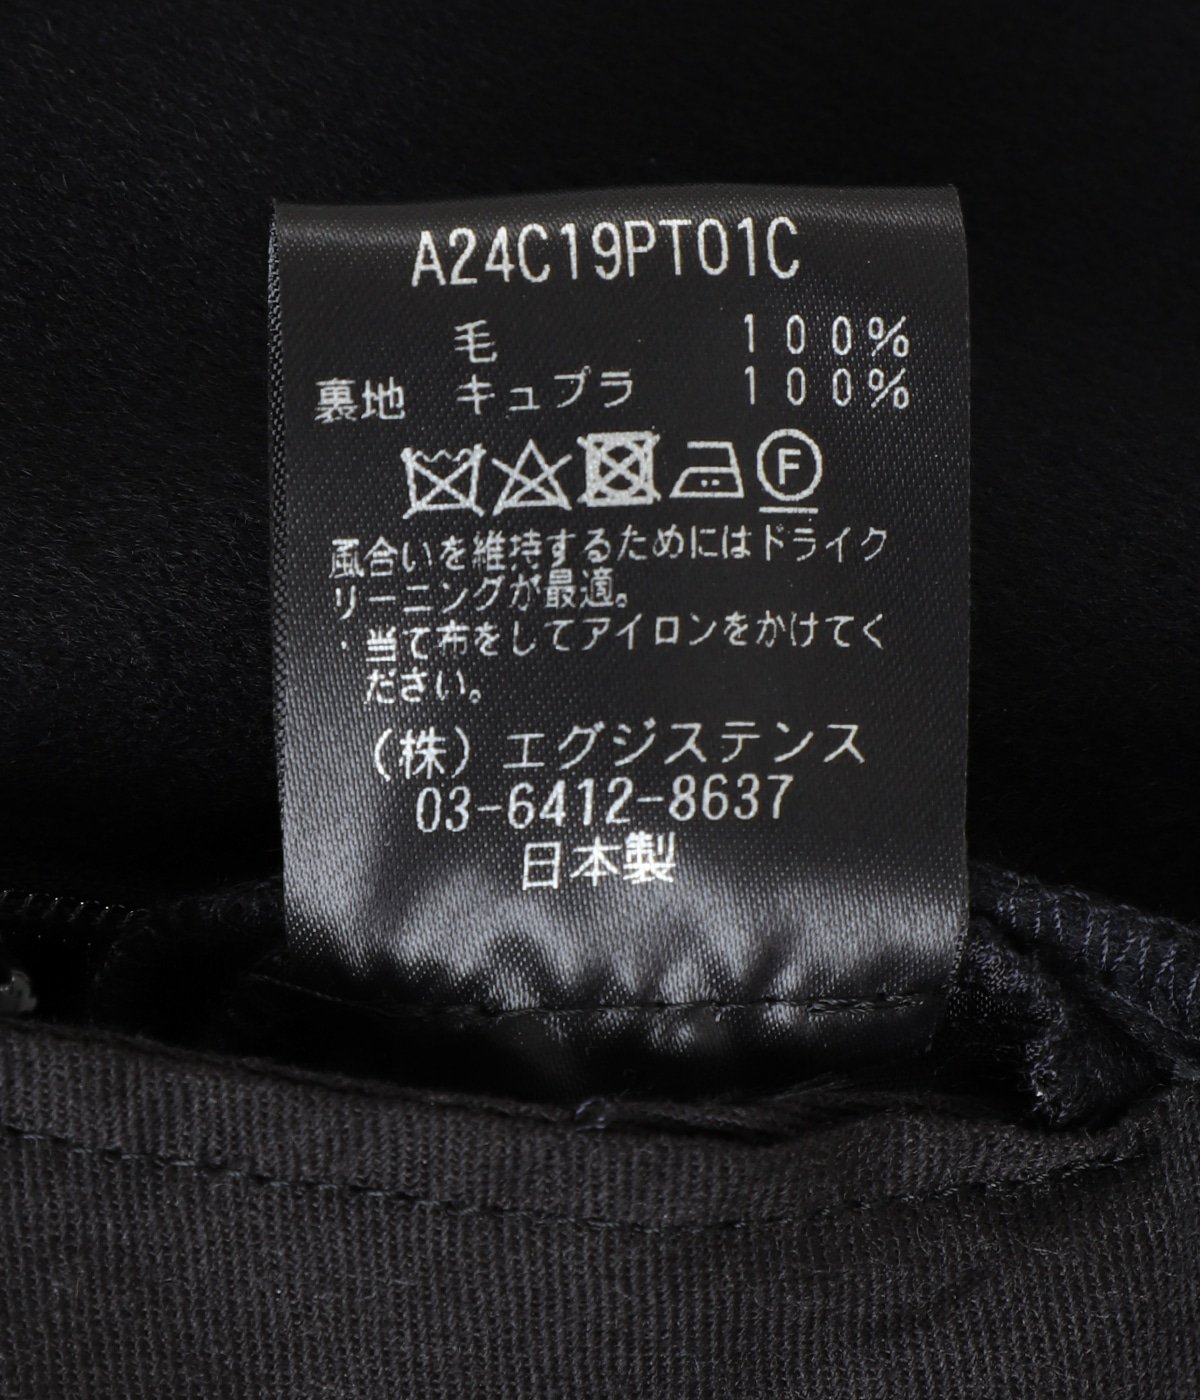 A24C19PT01C
毛 100%
裏地 キュプラ 100%
F
風合いを維持するためにはドライク
リーニングが最適。
・当て布をしてアイロンをかけてく
ださい。
(株) エグジステンス
03-6412-8637
日本製